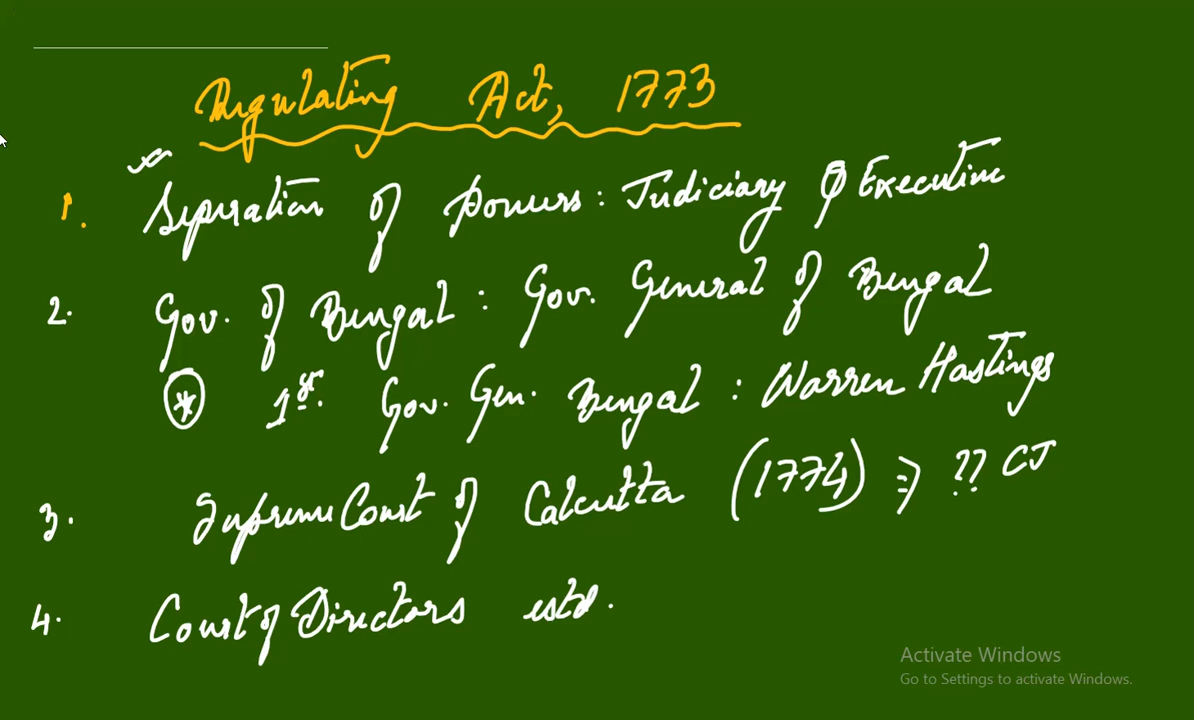 Regulating Act, 1773
1. Seperation of Powers : Judiciary & Executive
2. Gov. of Bengal : Gov. General of Bengal
* 1st. Gov. Gen. Bengal : Warren Hastings
3. Supreme Court of Calcutta (1774) => ?? CJ
4. Court of Directors estd.
Activate Windows
Go to Settings to activate Windows.